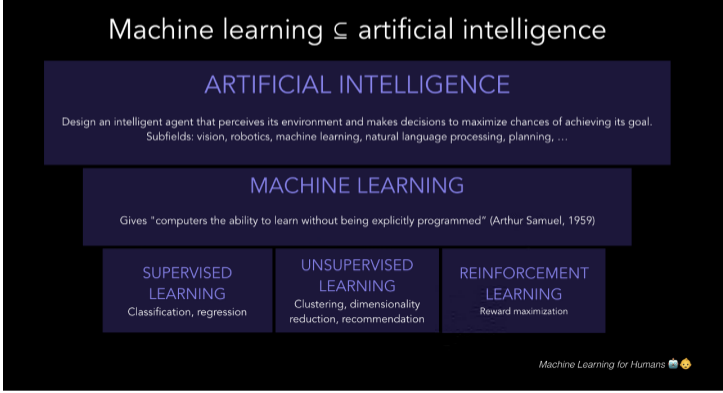 Machine learning ⊆ artificial intelligence
ARTIFICIAL INTELLIGENCE
Design an intelligent agent that perceives its environment and makes decisions to maximize chances of achieving its goal.
Subfields: vision, robotics, machine learning, natural language processing, planning, …
MACHINE LEARNING
Gives "computers the ability to learn without being explicitly programmed" (Arthur Samuel, 1959)
SUPERVISED
LEARNING
Classification, regression
UNSUPERVISED
LEARNING
Clustering, dimensionality
reduction, recommendation
REINFORCEMENT
LEARNING
Reward maximization
Machine Learning for Humans 🤖👶